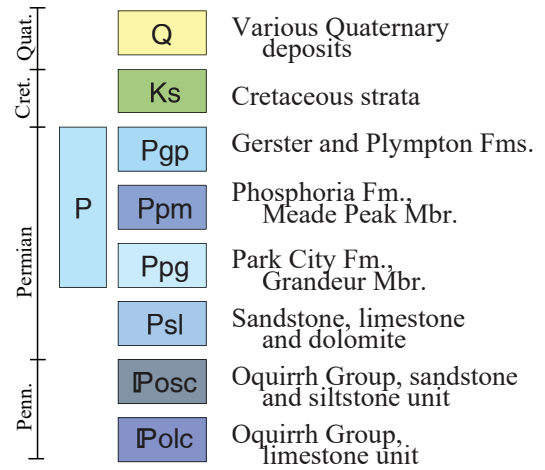 Quat.
Q
Various Quaternary
deposits
Cret.
Ks
Cretaceous strata
Permian
P
Pgp
Gerster and Plympton Fms.
Ppm
Phosphoria Fm.,
Meade Peak Mbr.
Ppg
Park City Fm.,
Grandeur Mbr.
Psl
Sandstone, limestone
and dolomite
Penn.
ℙosc
Oquirrh Group, sandstone
and siltstone unit
ℙolc
Oquirrh Group,
limestone unit